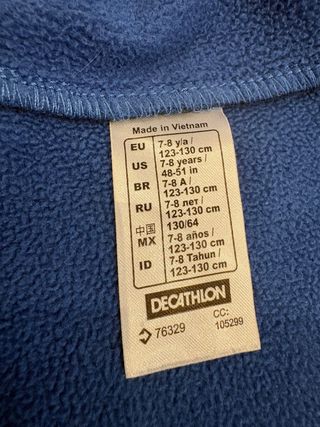 Made in Vietnam
EU 7-8 y/a /
123-130 cm
US 7-8 years /
48-51 in
BR 7-8 A /
123-130 cm
RU 7-8 лет /
123-130 cm
中国 130/64
MX 7-8 años /
123-130 cm
ID 7-8 Tahun /
123-130 cm
DECATHLON
76329 CC:
105299